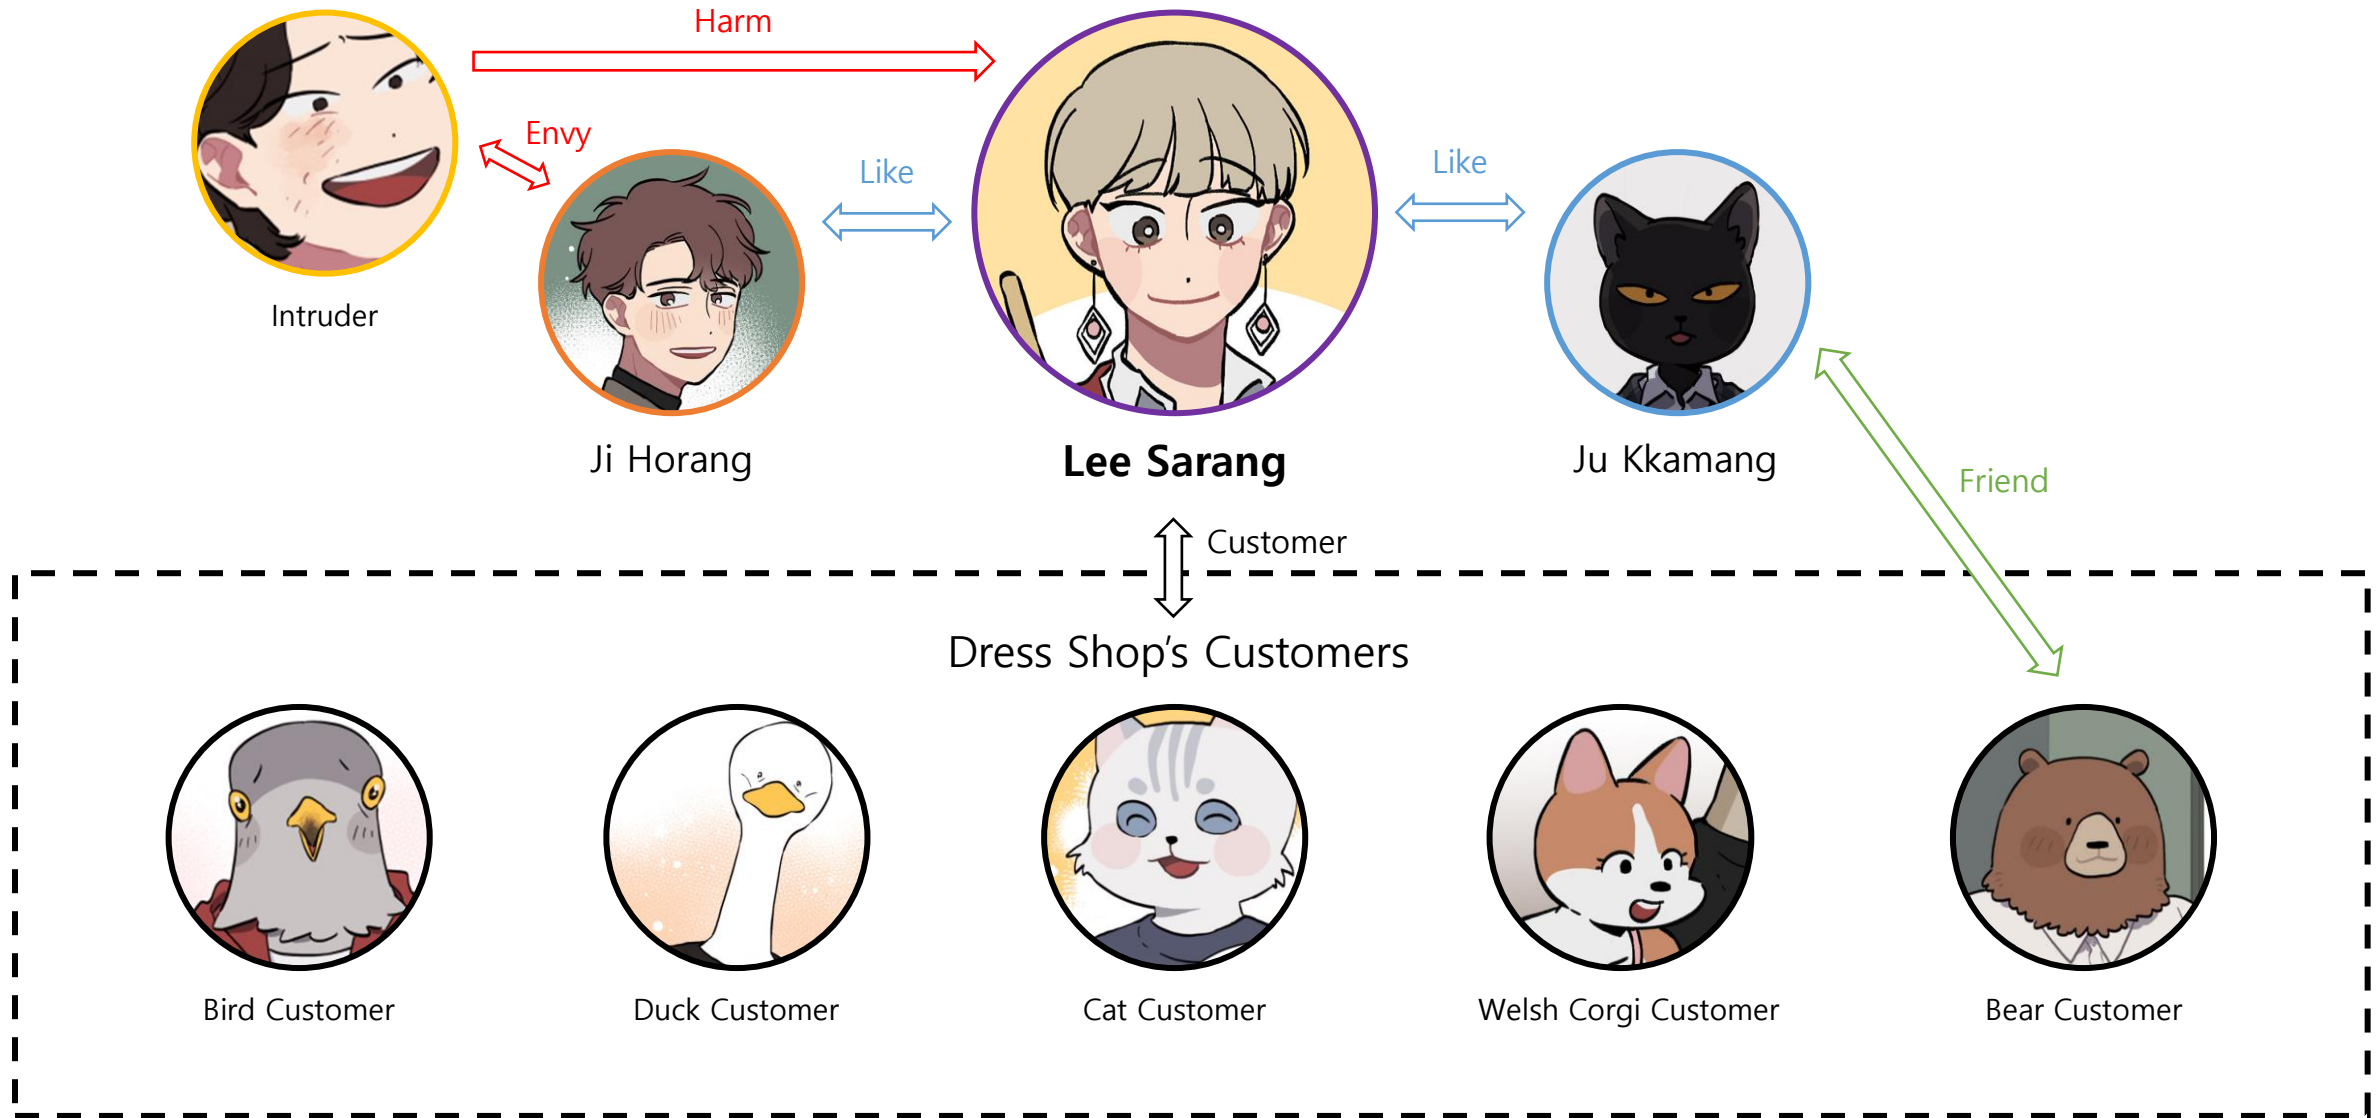 Harm
Envy
Like
Like
Intruder
Ji Horang
Lee Sarang
Ju Kkamang
Friend
Customer
Dress Shop's Customers
Bird Customer
Duck Customer
Cat Customer
Welsh Corgi Customer
Bear Customer